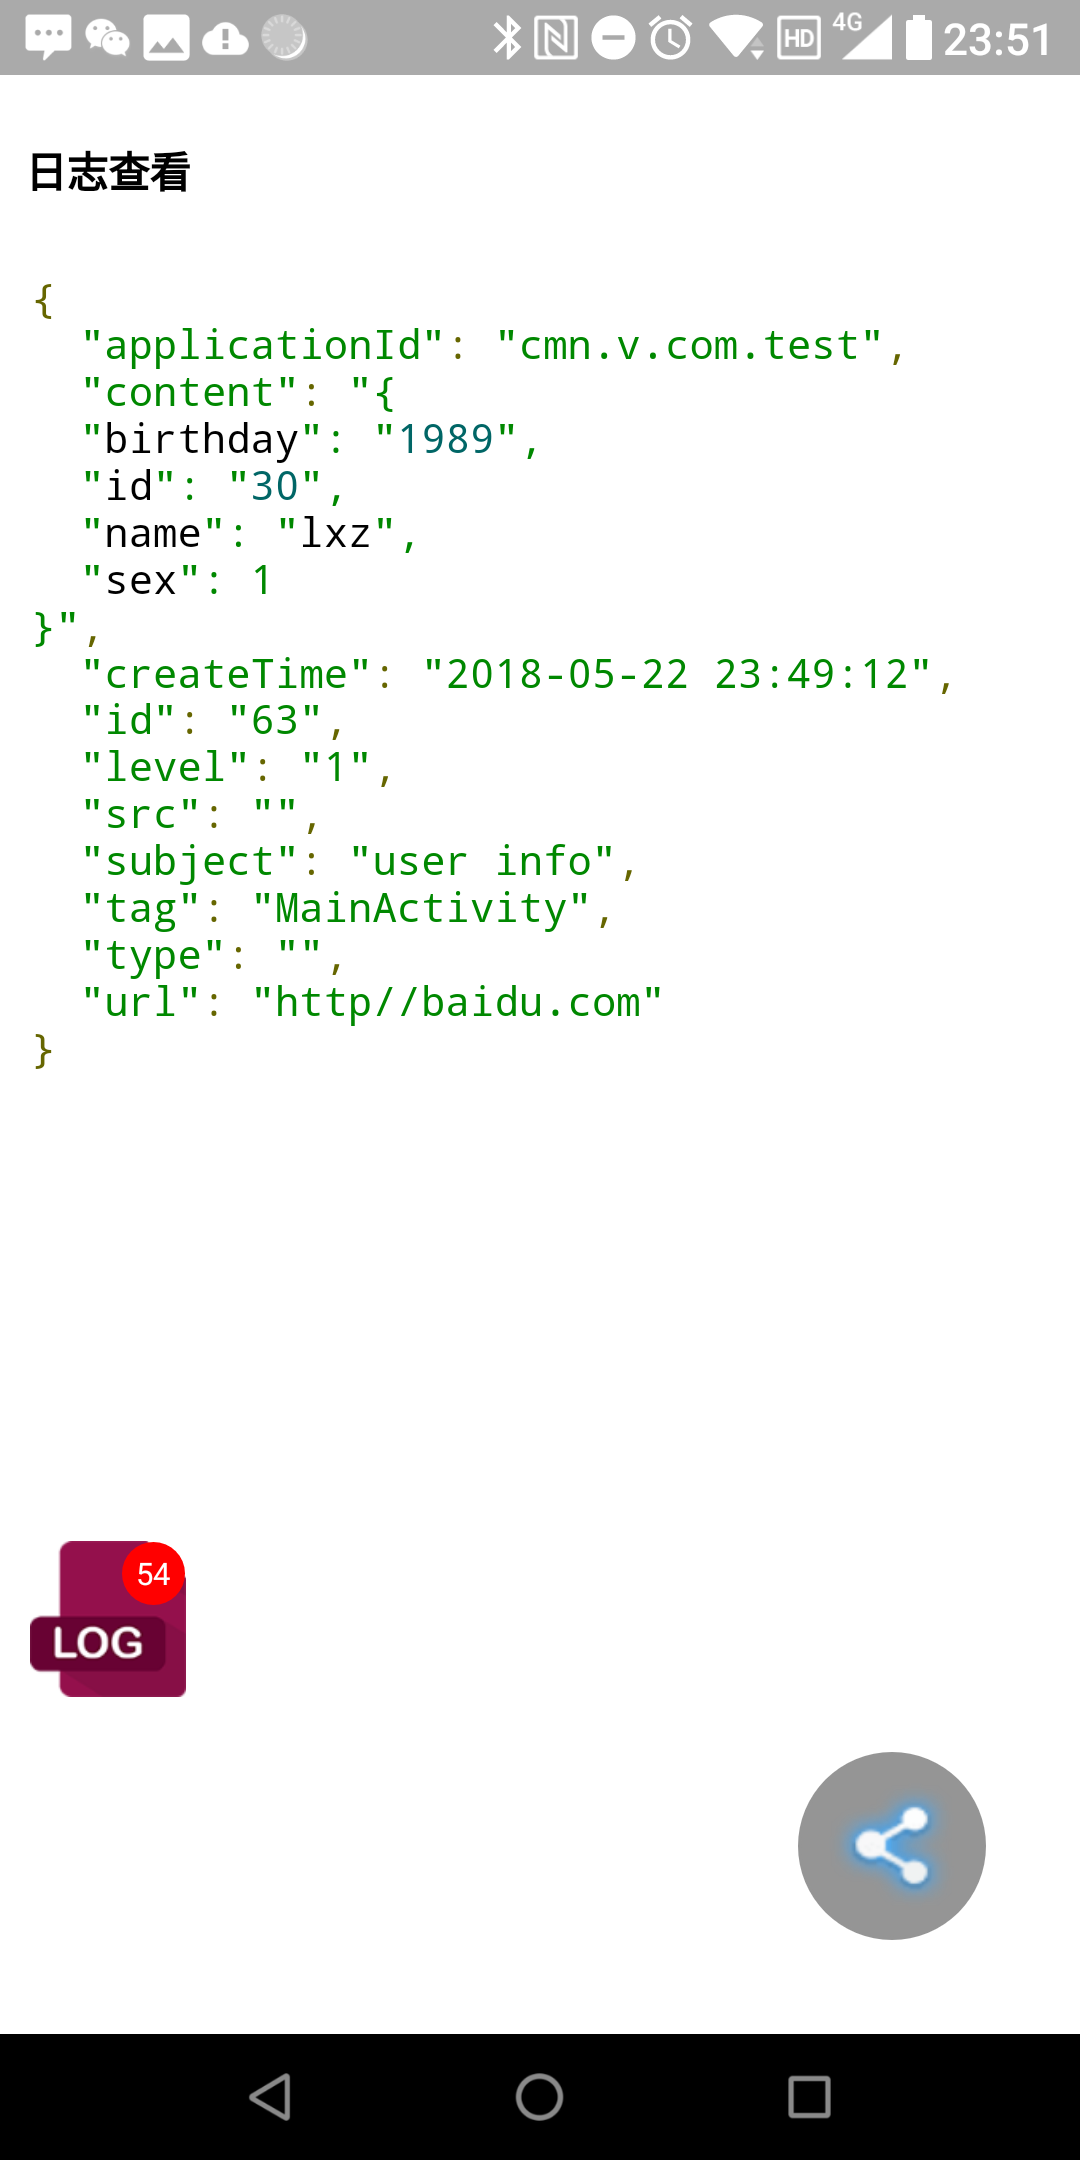 HD 4G 23:51
日志查看
{
  "applicationId": "cmn.v.com.test",
  "content": "{
  "birthday": "1989",
  "id": "30",
  "name": "lxz",
  "sex": 1
}",
  "createTime": "2018-05-22 23:49:12",
  "id": "63",
  "level": "1",
  "src": "",
  "subject": "user info",
  "tag": "MainActivity",
  "type": "",
  "url": "http//baidu.com"
}
54
LOG